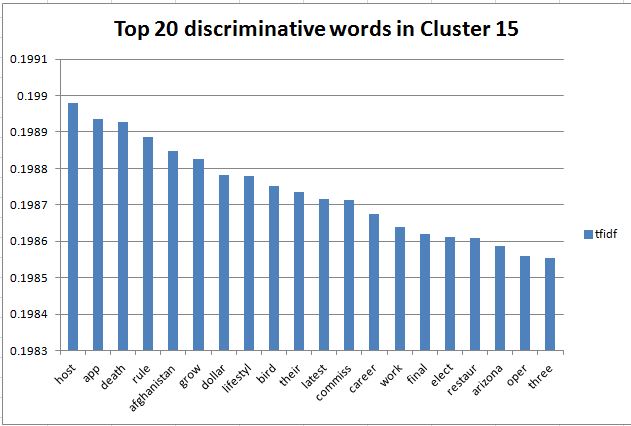 Top 20 discriminative words in Cluster 15
0.1991
0.199
0.1989
0.1988
0.1987
0.1986
0.1985
0.1984
0.1983
host
app
death
rule
afghanistan
grow
dollar
lifestyl
bird
their
latest
commiss
career
work
final
elect
restaur
arizona
oper
three
tfidf